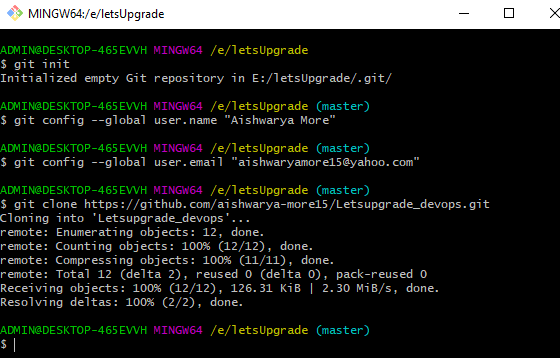 MINGW64:/e/letsUpgrade
ADMIN@DESKTOP-465EVVH MINGW64 /e/letsUpgrade
$ git init
Initialized empty Git repository in E:/letsUpgrade/.git/
ADMIN@DESKTOP-465EVVH MINGW64 /e/letsUpgrade (master)
$ git config --global user.name "Aishwarya More"
ADMIN@DESKTOP-465EVVH MINGW64 /e/letsUpgrade (master)
$ git config --global user.email "aishwaryamore15@yahoo.com"
ADMIN@DESKTOP-465EVVH MINGW64 /e/letsUpgrade (master)
$ git clone https://github.com/aishwarya-more15/Letsupgrade_devops.git
Cloning into 'Letsupgrade_devops'...
remote: Enumerating objects: 12, done.
remote: Counting objects: 100% (12/12), done.
remote: Compressing objects: 100% (11/11), done.
remote: Total 12 (delta 2), reused 0 (delta 0), pack-reused 0
Receiving objects: 100% (12/12), 126.31 KiB | 2.30 MiB/s, done.
Resolving deltas: 100% (2/2), done.
ADMIN@DESKTOP-465EVVH MINGW64 /e/letsUpgrade (master)
$